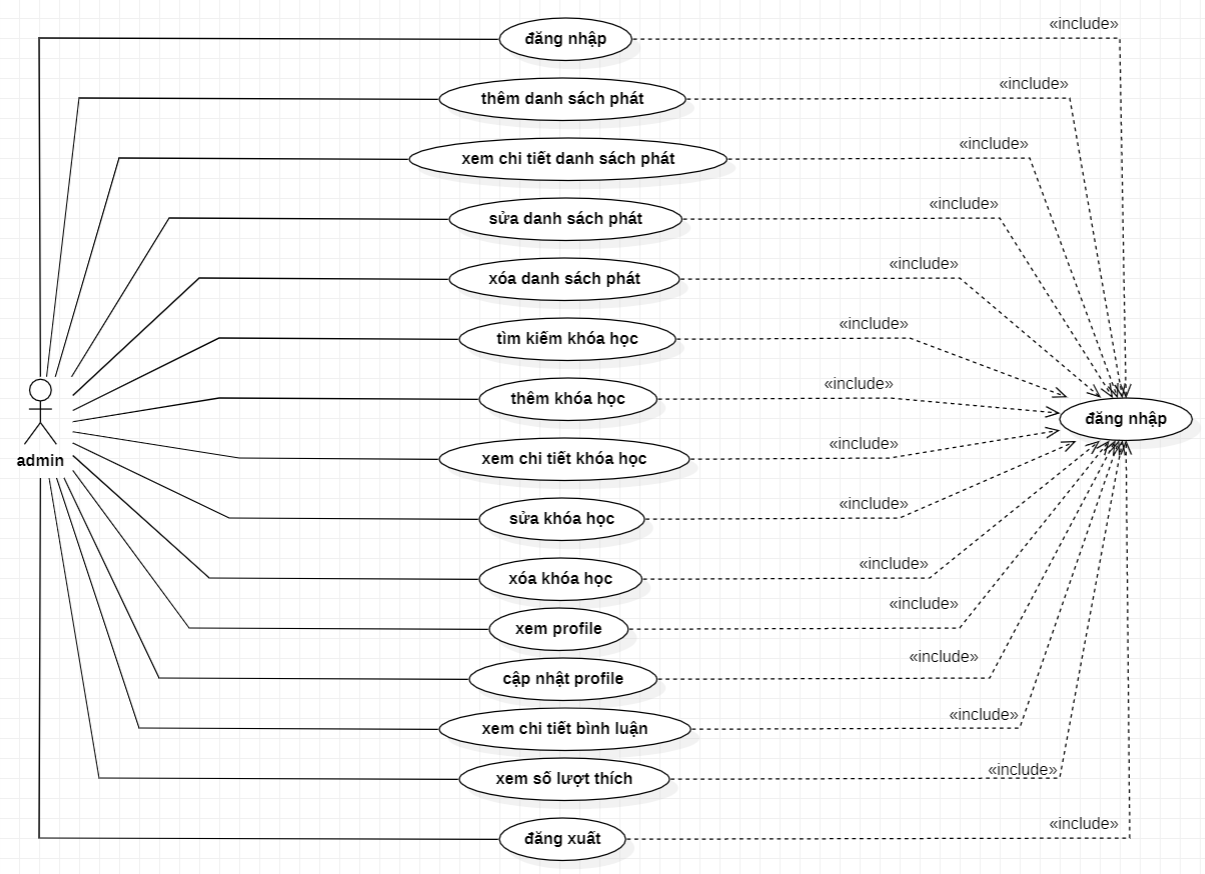 đăng nhập
«include»
thêm danh sách phát
«include»
xem chi tiết danh sách phát
«include»
sửa danh sách phát
«include»
xóa danh sách phát
«include»
tìm kiếm khóa học
«include»
thêm khóa học
«include»
đăng nhập
admin
xem chi tiết khóa học
«include»
sửa khóa học
«include»
xóa khóa học
«include»
xem profile
«include»
cập nhật profile
«include»
xem chi tiết bình luận
«include»
xem số lượt thích
«include»
đăng xuất
«include»